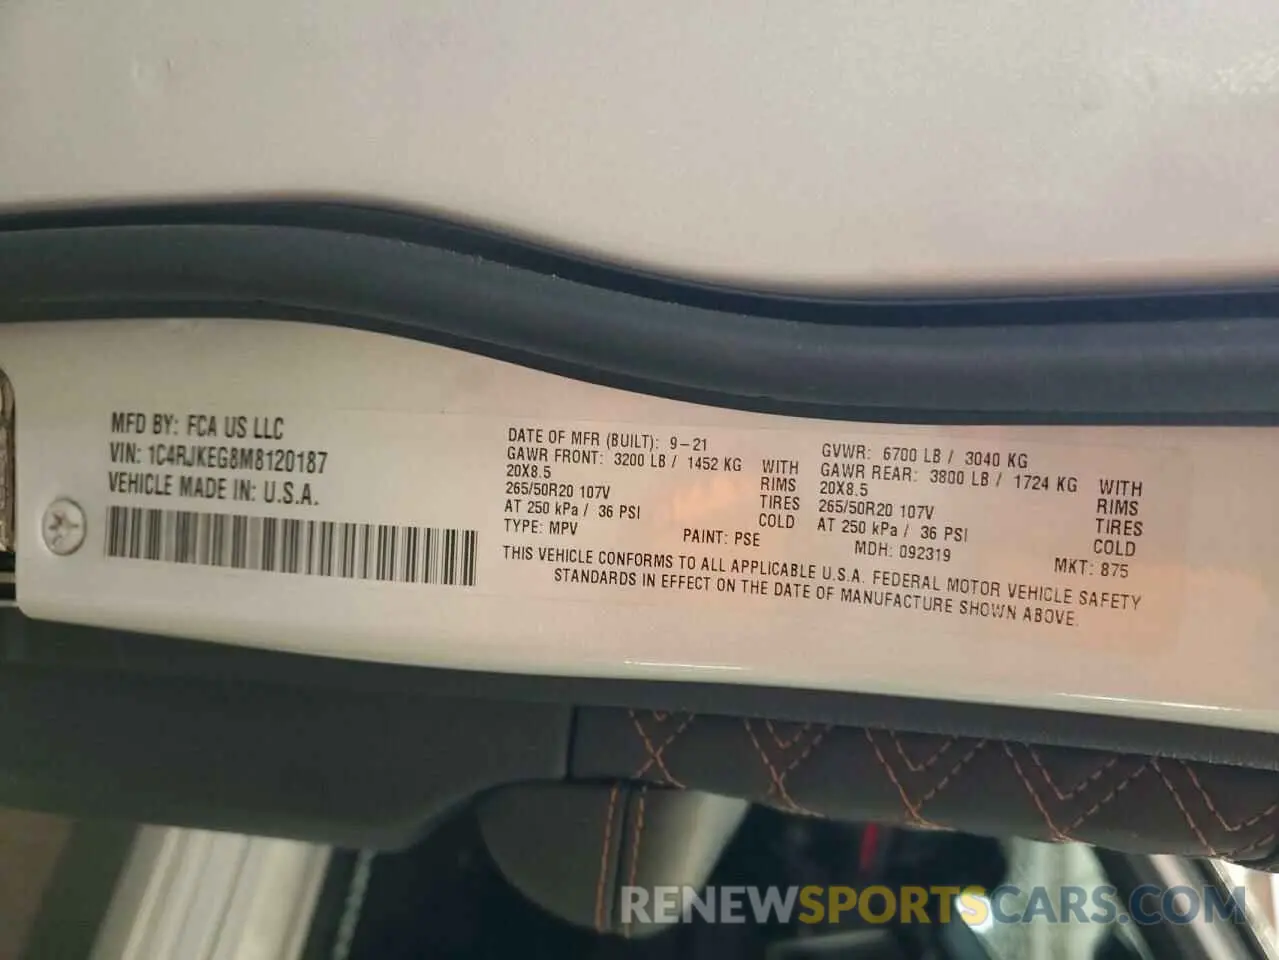 MFD BY: FCA US LLC
VIN: 1C4RJKEG8M8120187
VEHICLE MADE IN: U.S.A.
DATE OF MFR (BUILT): 9-21
GAWR FRONT: 3200 LB / 1452 KG WITH
20X8.5 RIMS
265/50R20 107V TIRES
AT 250 kPa / 36 PSI COLD
TYPE: MPV PAINT: PSE
GVWR: 6700 LB / 3040 KG
GAWR REAR: 3800 LB / 1724 KG WITH
20X8.5 RIMS
265/50R20 107V TIRES
AT 250 kPa / 36 PSI COLD
MDH: 092319 MKT: 875
THIS VEHICLE CONFORMS TO ALL APPLICABLE U.S.A. FEDERAL MOTOR VEHICLE SAFETY
STANDARDS IN EFFECT ON THE DATE OF MANUFACTURE SHOWN ABOVE.
RENEWSPORTSCARS.COM